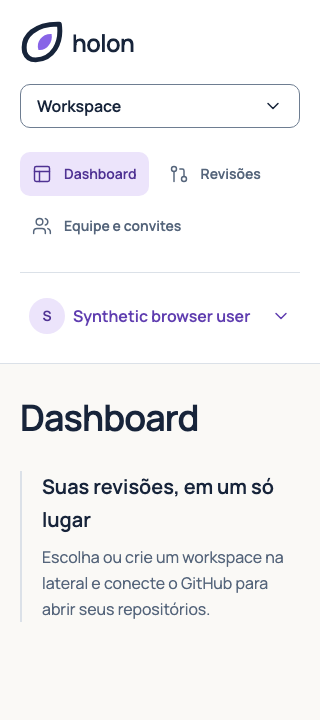 holon
Workspace
Dashboard
Revisões
Equipe e convites
S
Synthetic browser user
Dashboard
Suas revisões, em um só
lugar
Escolha ou crie um workspace na
lateral e conecte o GitHub para
abrir seus repositórios.